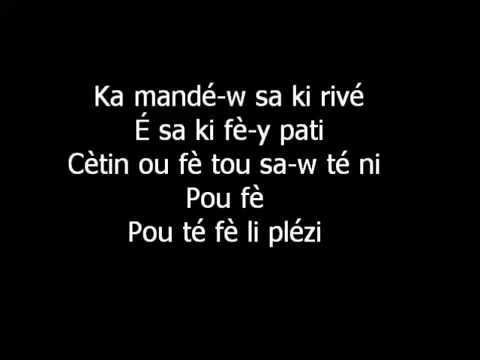 Ka mandé-w sa ki rivé
É sa ki fè-y pati
Cètin ou fè tou sa-w té ni
Pou fè
Pou té fè li plézi